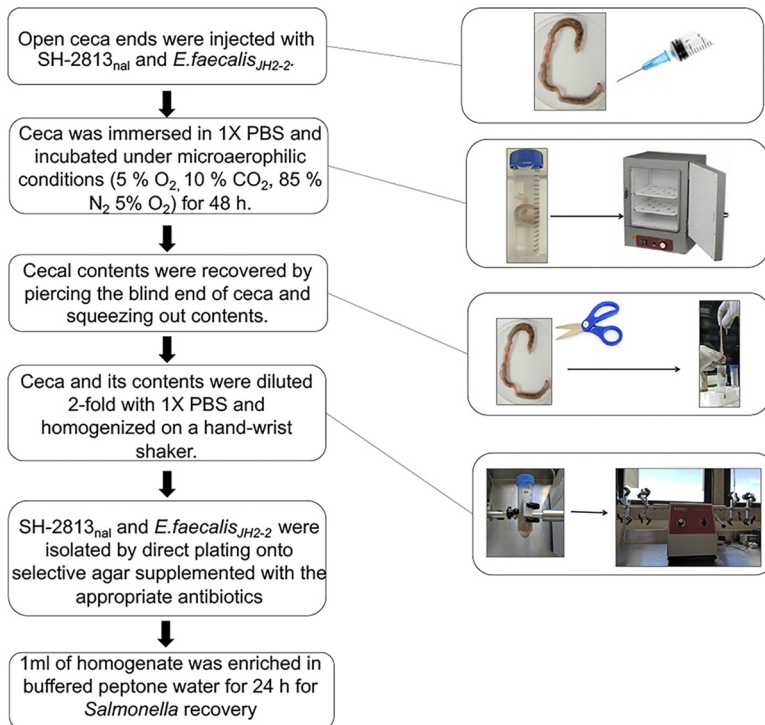 Open ceca ends were injected with
SH-2813nal and E.faecalisJH2-2.
Ceca was immersed in 1X PBS and
incubated under microaerophilic
conditions (5 % O2, 10 % CO2, 85 %
N2 5% O2) for 48 h.
Cecal contents were recovered by
piercing the blind end of ceca and
squeezing out contents.
Ceca and its contents were diluted
2-fold with 1X PBS and
homogenized on a hand-wrist
shaker.
SH-2813nal and E.faecalisJH2-2 were
isolated by direct plating onto
selective agar supplemented with the
appropriate antibiotics
1ml of homogenate was enriched in
buffered peptone water for 24 h for
Salmonella recovery